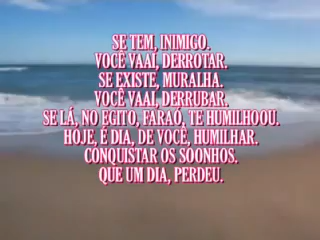 SE TEM, INIMIGO.
VOCÊ VAAI, DERROTAR.
SE EXISTE, MURALHA.
VOCÊ VAAI, DERRUBAR.
SE LÁ, NO EGITO, FARAÓ, TE HUMILHOOU.
HOJE, É DIA, DE VOCÊ, HUMILHAR.
CONQUISTAR OS SOONHOS.
QUE UM DIA, PERDEU.